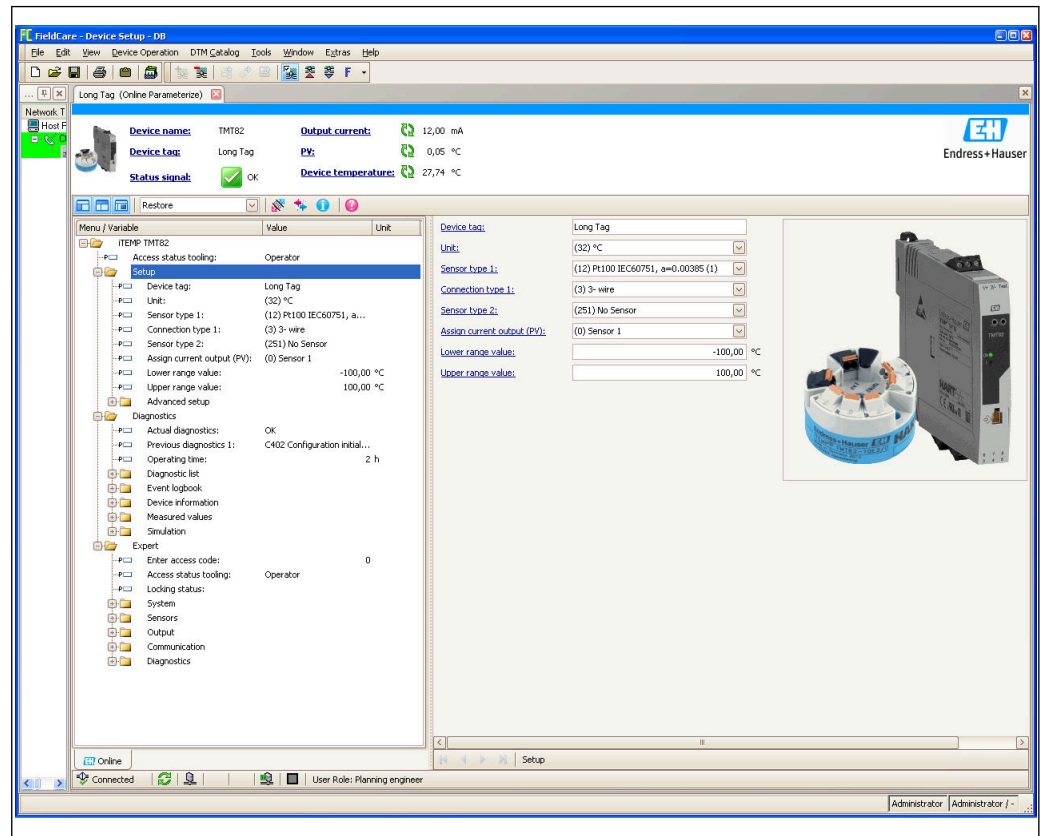 FieldCare - Device Setup - DB
File Edit View Device Operation DTM Catalog Tools Window Extras Help
F
...
Long Tag (Online Parameterize)
Network T
Host F
D
Device name: TMT82 Output current: 12,00 mA
Device tag: Long Tag PV: 0,05 °C
Status signal: OK Device temperature: 27,74 °C
EH
Endress+Hauser
Restore
Menu / Variable Value Unit
iTEMP TMT82
Access status tooling: Operator
Setup
Device tag: Long Tag
Unit: (32) °C
Sensor type 1: (12) Pt100 IEC60751, a...
Connection type 1: (3) 3- wire
Sensor type 2: (251) No Sensor
Assign current output (PV): (0) Sensor 1
Lower range value: -100,00 °C
Upper range value: 100,00 °C
Advanced setup
Diagnostics
Actual diagnostics: OK
Previous diagnostics 1: C402 Configuration initial...
Operating time: 2 h
Diagnostic list
Event logbook
Device information
Measured values
Simulation
Expert
Enter access code: 0
Access status tooling: Operator
Locking status:
System
Sensors
Output
Communication
Diagnostics
Device tag: Long Tag
Unit: (32) °C
Sensor type 1: (12) Pt100 IEC60751, a=0.00385 (1)
Connection type 1: (3) 3- wire
Sensor type 2: (251) No Sensor
Assign current output (PV): (0) Sensor 1
Lower range value: -100,00 °C
Upper range value: 100,00 °C
TMT82
HART
Endress+Hauser EH
HART
Online
Setup
Connected User Role: Planning engineer
Administrator Administrator / -